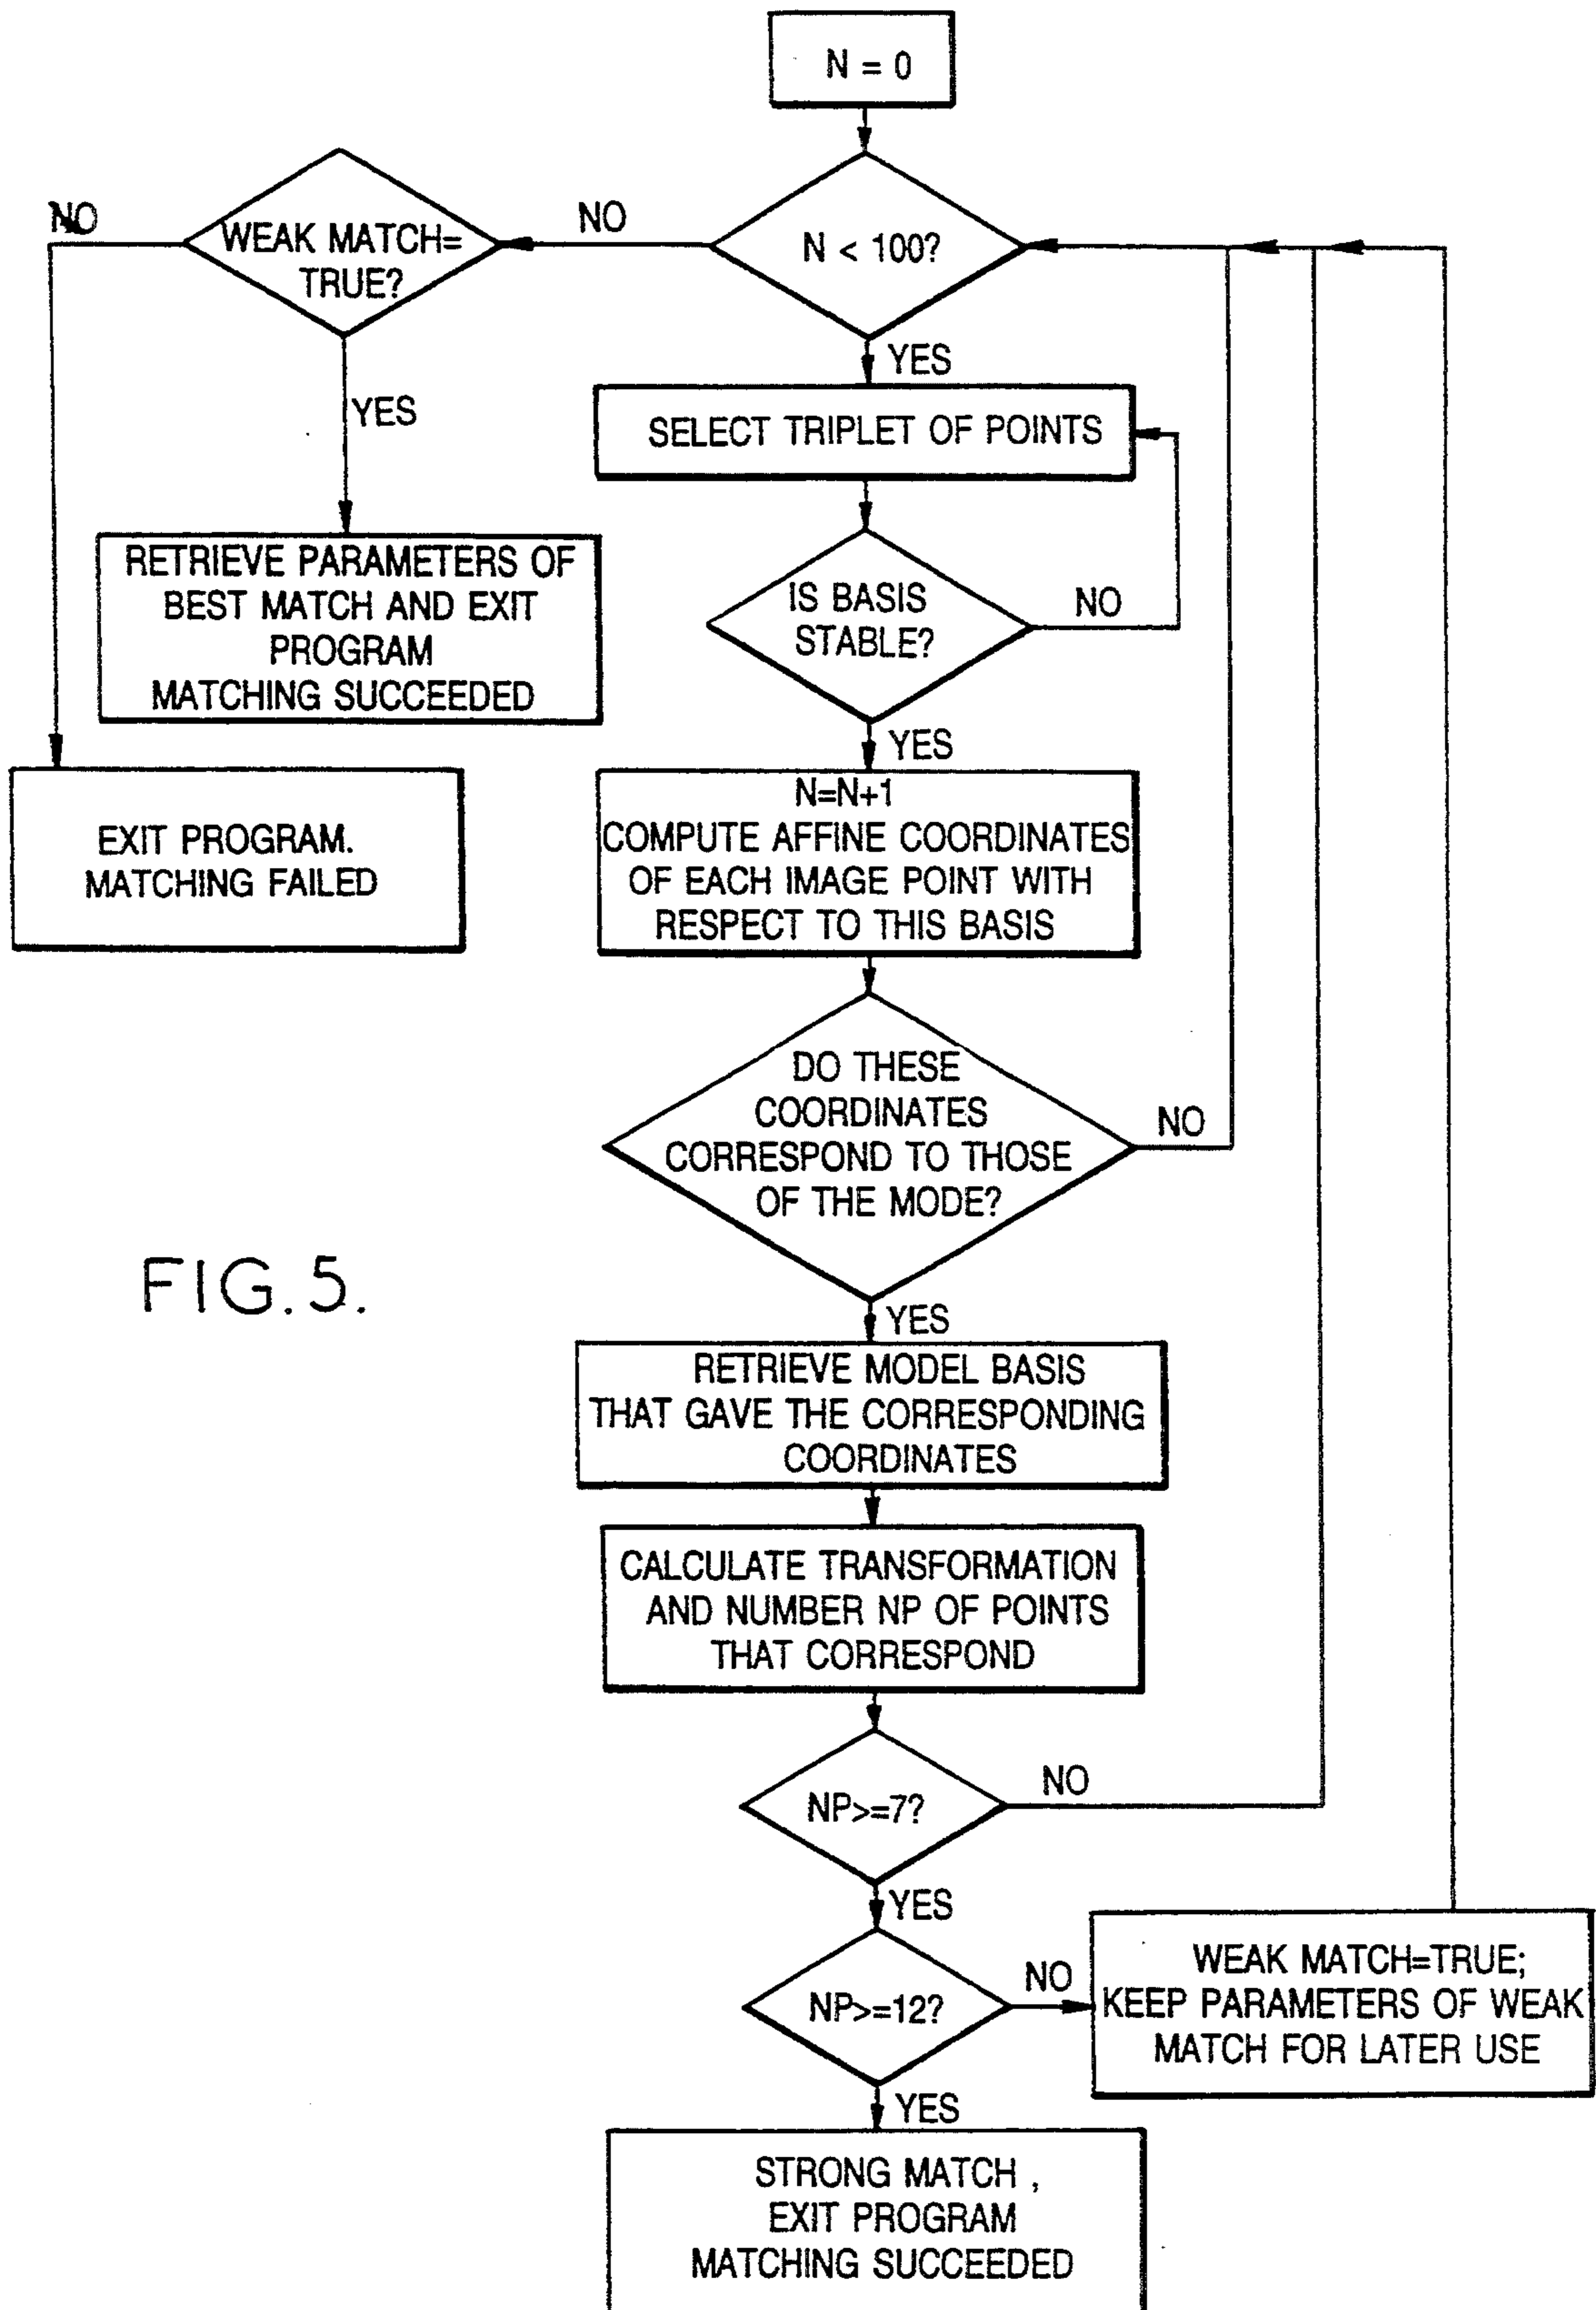 N = 0
N < 100?
NO
WEAK MATCH=
TRUE?
NO
YES
YES
SELECT TRIPLET OF POINTS
RETRIEVE PARAMETERS OF
BEST MATCH AND EXIT
PROGRAM
MATCHING SUCCEEDED
IS BASIS
STABLE?
NO
YES
EXIT PROGRAM.
MATCHING FAILED
N=N+1
COMPUTE AFFINE COORDINATES
OF EACH IMAGE POINT WITH
RESPECT TO THIS BASIS
DO THESE
COORDINATES
CORRESPOND TO THOSE
OF THE MODE?
NO
FIG. 5.
YES
RETRIEVE MODEL BASIS
THAT GAVE THE CORRESPONDING
COORDINATES
CALCULATE TRANSFORMATION
AND NUMBER NP OF POINTS
THAT CORRESPOND
NP>=7?
NO
YES
NP>=12?
NO
WEAK MATCH=TRUE;
KEEP PARAMETERS OF WEAK
MATCH FOR LATER USE
YES
STRONG MATCH ,
EXIT PROGRAM
MATCHING SUCCEEDED